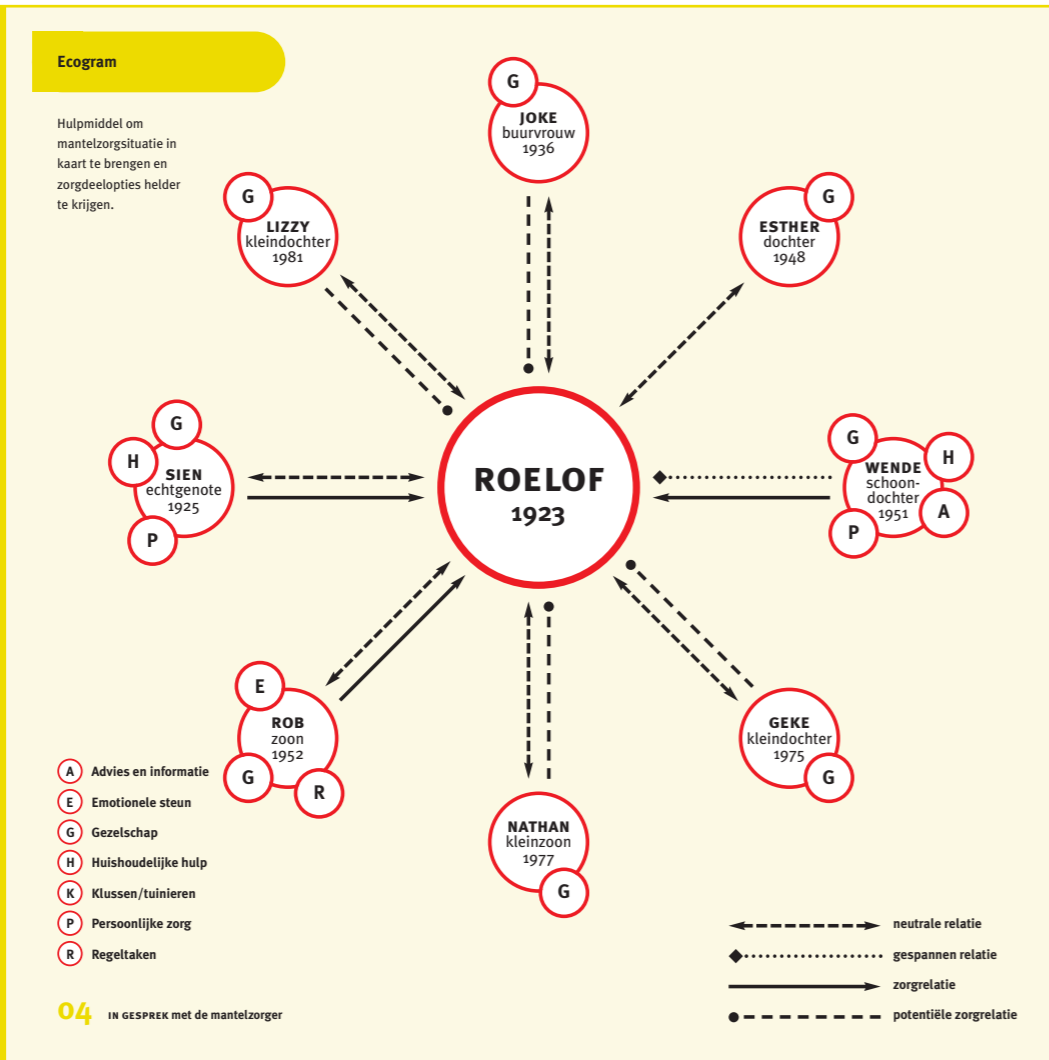 Ecogram
Hulpmiddel om
mantelzorgsituatie in
kaart te brengen en
zorgdeelopties helder
te krijgen.
G
JOKE
buurvrouw
1936
G
LIZZY
kleindochter
1981
G
ESTHER
dochter
1948
G
H
SIEN
echtgenote
1925
P
ROELOF
1923
G
H
WENDE
schoon-
dochter
1951
A
P
E
ROB
zoon
1952
G
R
NATHAN
kleinzoon
1977
G
GEKE
kleindochter
1975
G
A Advies en informatie
E Emotionele steun
G Gezelschap
H Huishoudelijke hulp
K Klussen/tuinieren
P Persoonlijke zorg
R Regeltaken
neutrale relatie
gespannen relatie
zorgrelatie
potentiële zorgrelatie
04 IN GESPREK met de mantelzorger